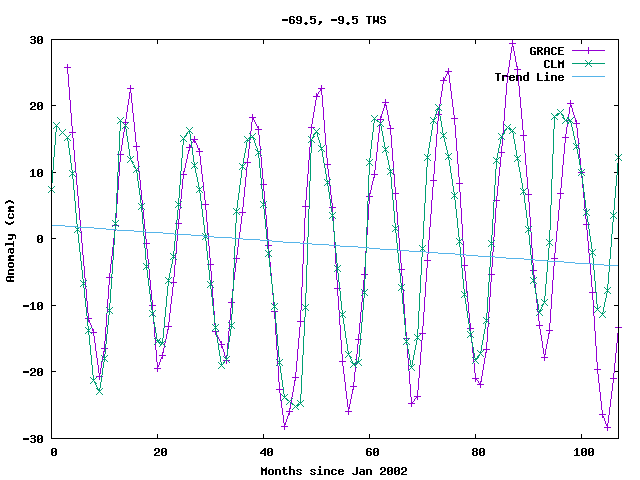 -69.5, -9.5 TWS
GRACE
CLM
Trend Line
Anomaly (cm)
30
20
10
0
-10
-20
-30
0 20 40 60 80 100
Months since Jan 2002